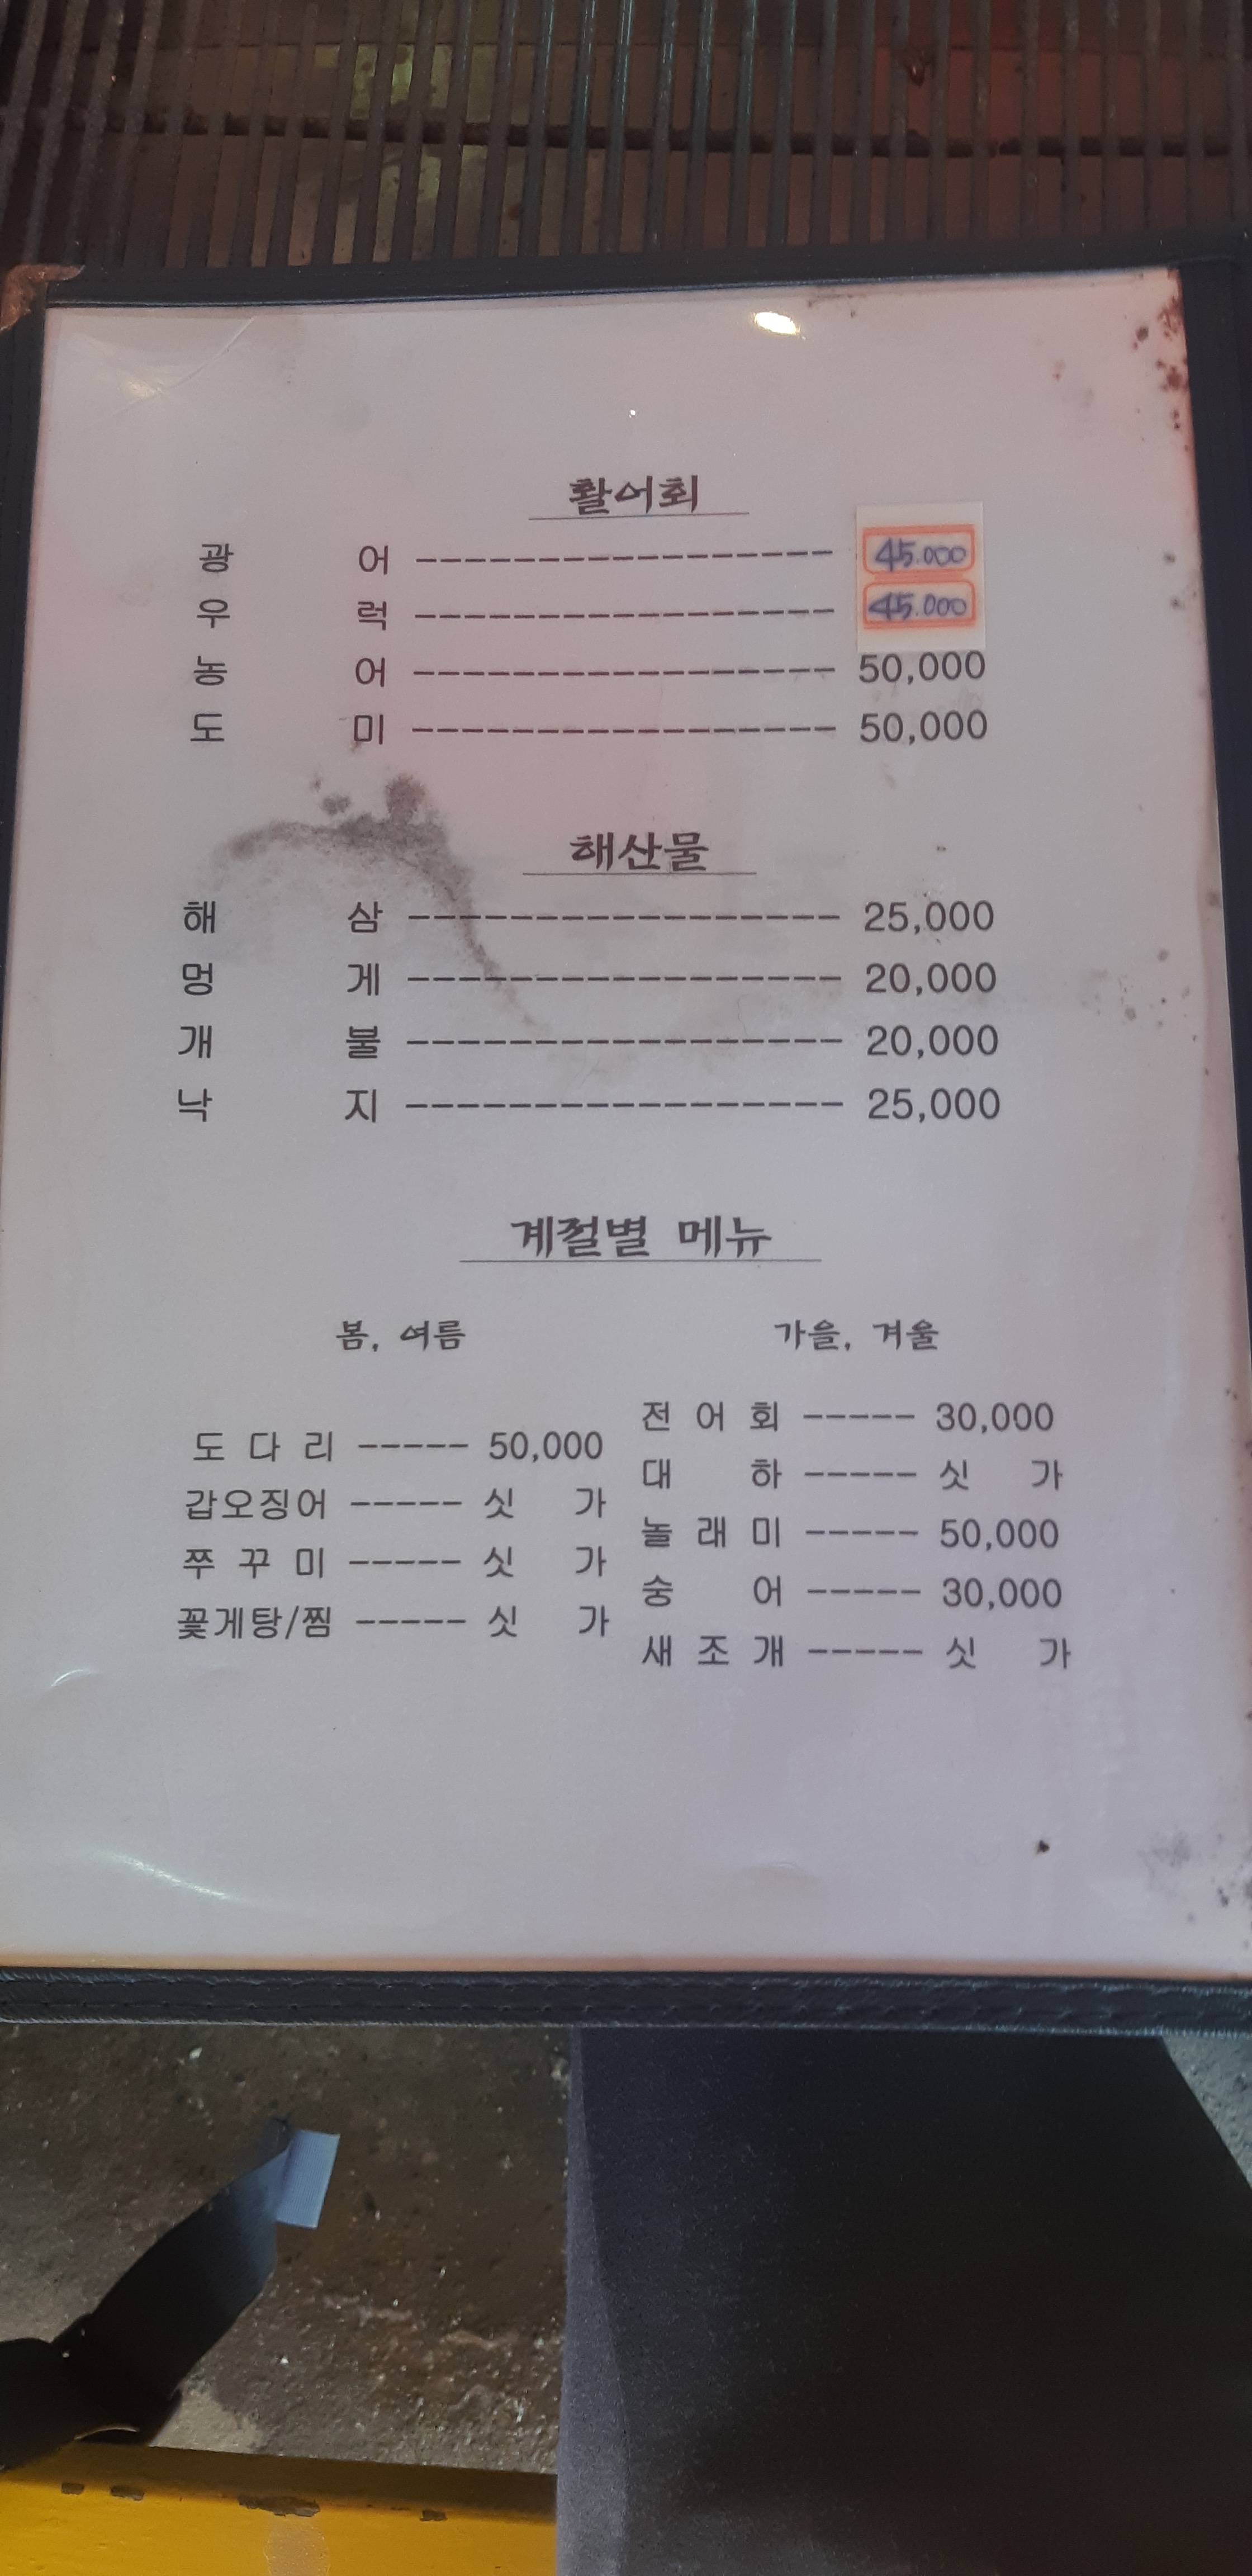 활어회
광 어 ----------------- 45.000
우 럭 ----------------- 45.000
농 어 ----------------- 50,000
도 미 ----------------- 50,000
해산물
해 삼 ----------------- 25,000
멍 게 ----------------- 20,000
개 불 ----------------- 20,000
낙 지 ----------------- 25,000
계절별 메뉴
봄, 여름
도 다 리 ----- 50,000
갑오징어 ----- 싯 가
쭈 꾸 미 ----- 싯 가
꽃게탕/찜 ----- 싯 가
가을, 겨울
전 어 회 ----- 30,000
대 하 ----- 싯 가
놀 래 미 ----- 50,000
숭 어 ----- 30,000
새 조 개 ----- 싯 가